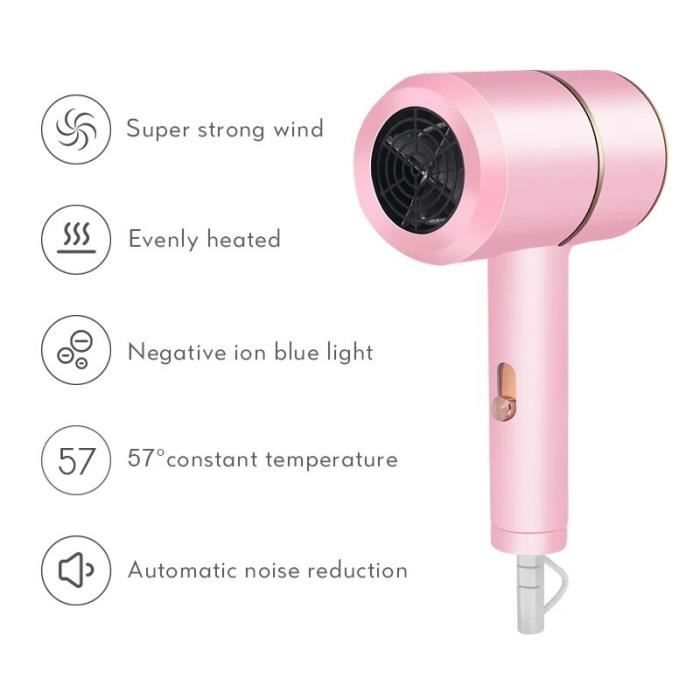 Super strong wind
Evenly heated
Negative ion blue light
57
57°constant temperature
Automatic noise reduction